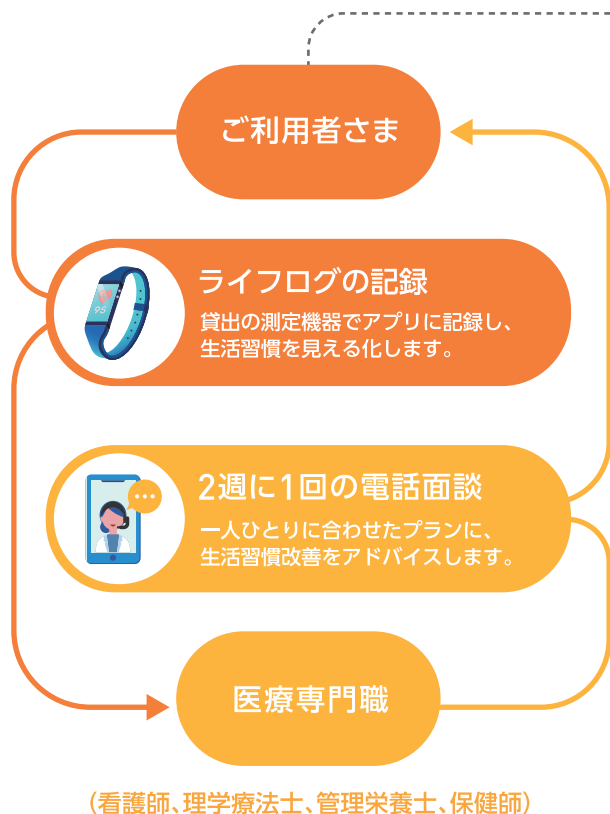 ご利用者さま
ライフログの記録
95
貸出の測定機器でアプリに記録し、
生活習慣を見える化します。
2週に1回の電話面談
一人ひとりに合わせたプランに、
生活習慣改善をアドバイスします。
医療専門職
(看護師、理学療法士、管理栄養士、保健師)